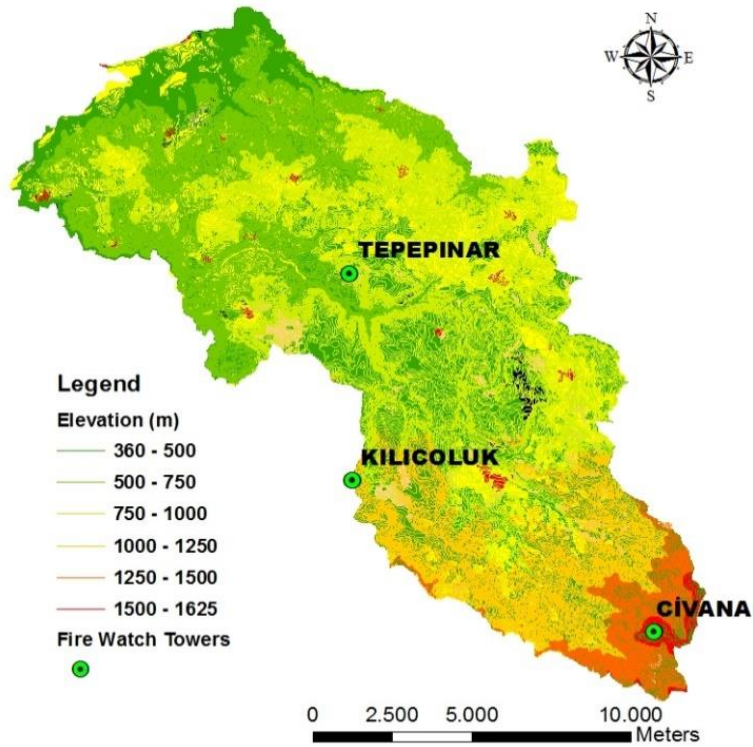 N
W E
S
TEPEPINAR
Legend
Elevation (m)
360 - 500
500 - 750
750 - 1000
1000 - 1250
1250 - 1500
1500 - 1625
Fire Watch Towers
KILICOLUK
CİVANA
0 2.500 5.000 10.000
Meters